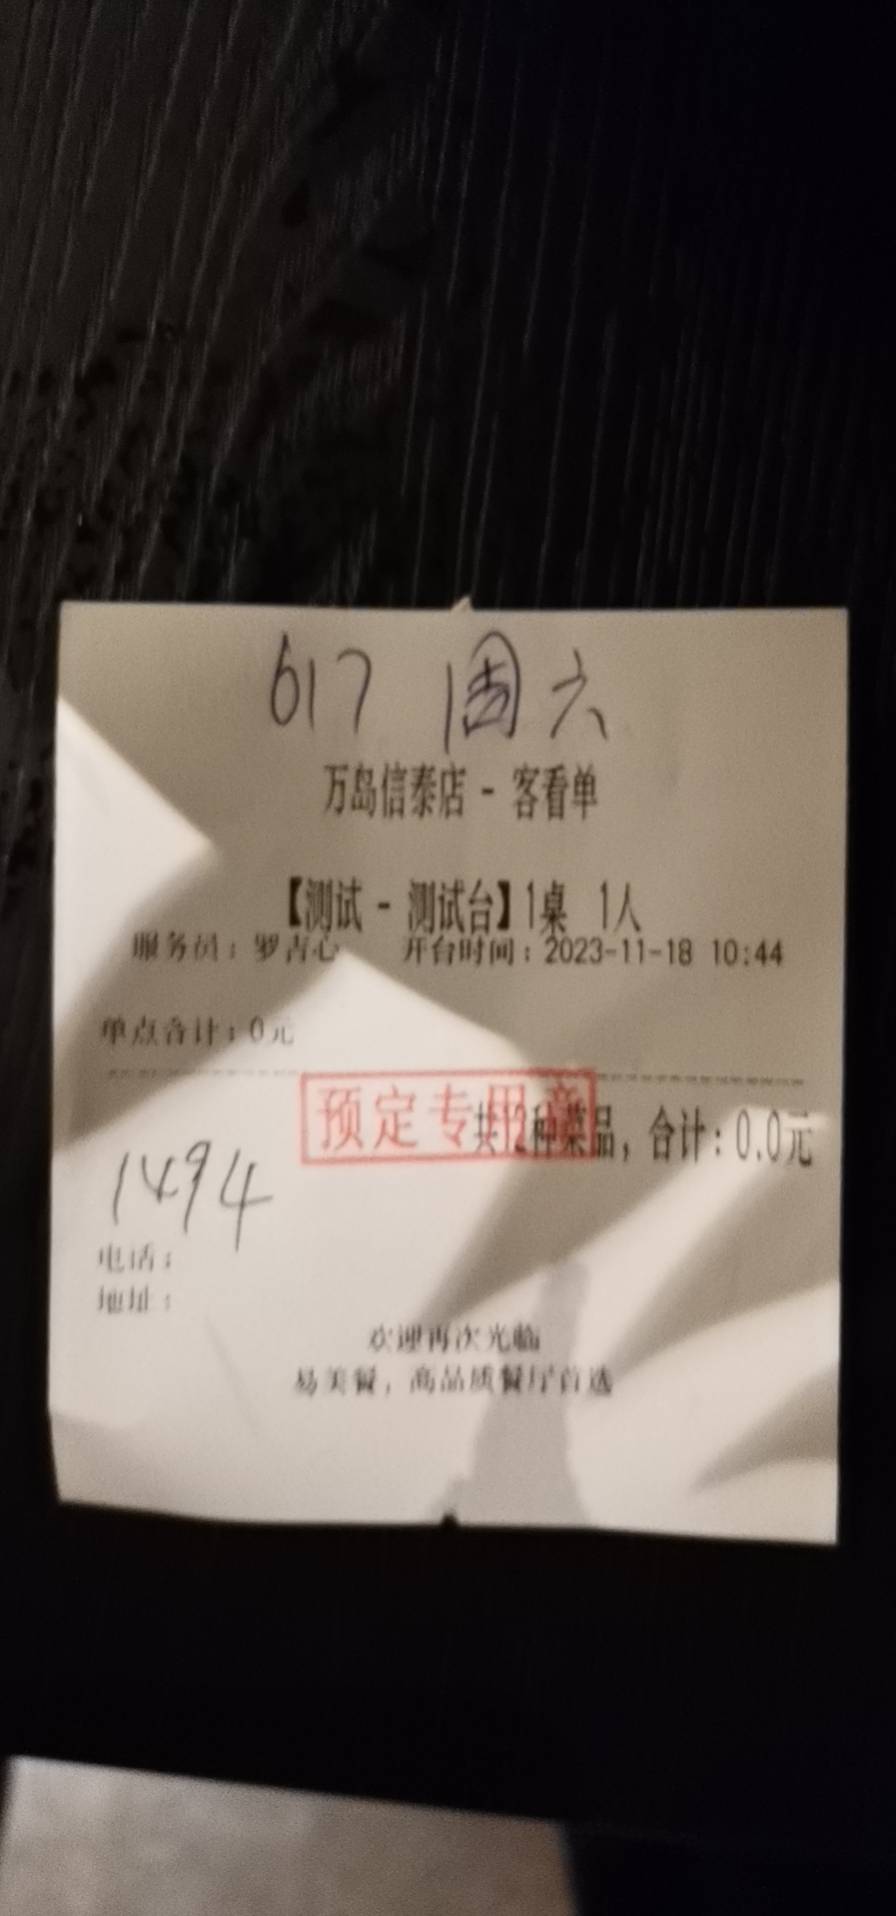 617 周六
万岛信泰店 - 客看单
【测试 - 测试台】1桌 1人
服务员：罗吉心 开台时间：2023-11-18 10:44
单点合计：0元
预定专用章
共12种菜品，合计：0.0元
1494
电话：
地址：
欢迎再次光临
易美餐，高品质餐厅首选